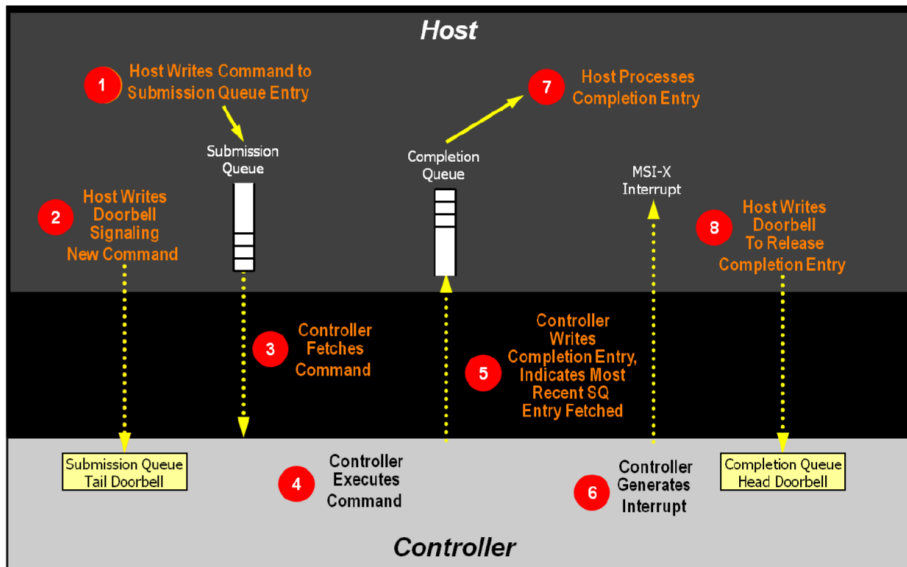 Host
1
Host Writes Command to
Submission Queue Entry
7
Host Processes
Completion Entry
Submission
Queue
Completion
Queue
MSI-X
Interrupt
2
Host Writes
Doorbell
Signaling
New Command
8
Host Writes
Doorbell
To Release
Completion Entry
3
Controller
Fetches
Command
5
Controller
Writes
Completion Entry,
Indicates Most
Recent SQ
Entry Fetched
Submission Queue
Tail Doorbell
4
Controller
Executes
Command
6
Controller
Generates
Interrupt
Completion Queue
Head Doorbell
Controller